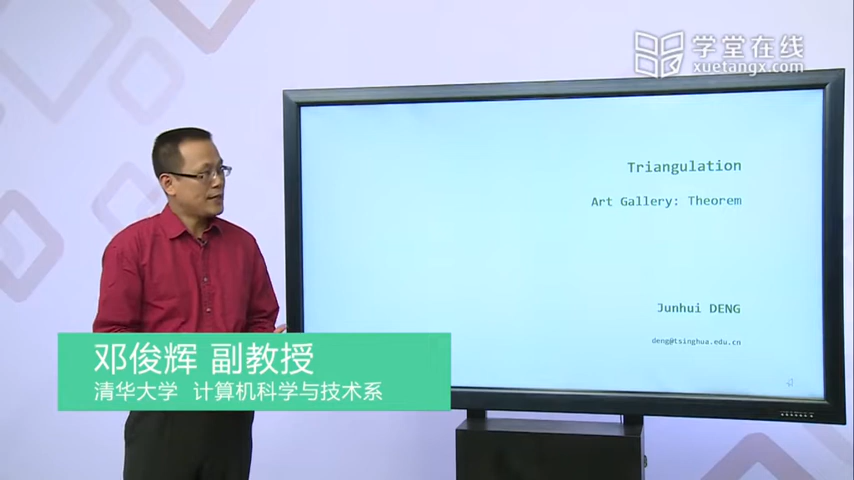 学堂在线
xuetangx.com
Triangulation
Art Gallery: Theorem
Junhui DENG
deng@tsinghua.edu.cn
邓俊辉 副教授
清华大学 计算机科学与技术系